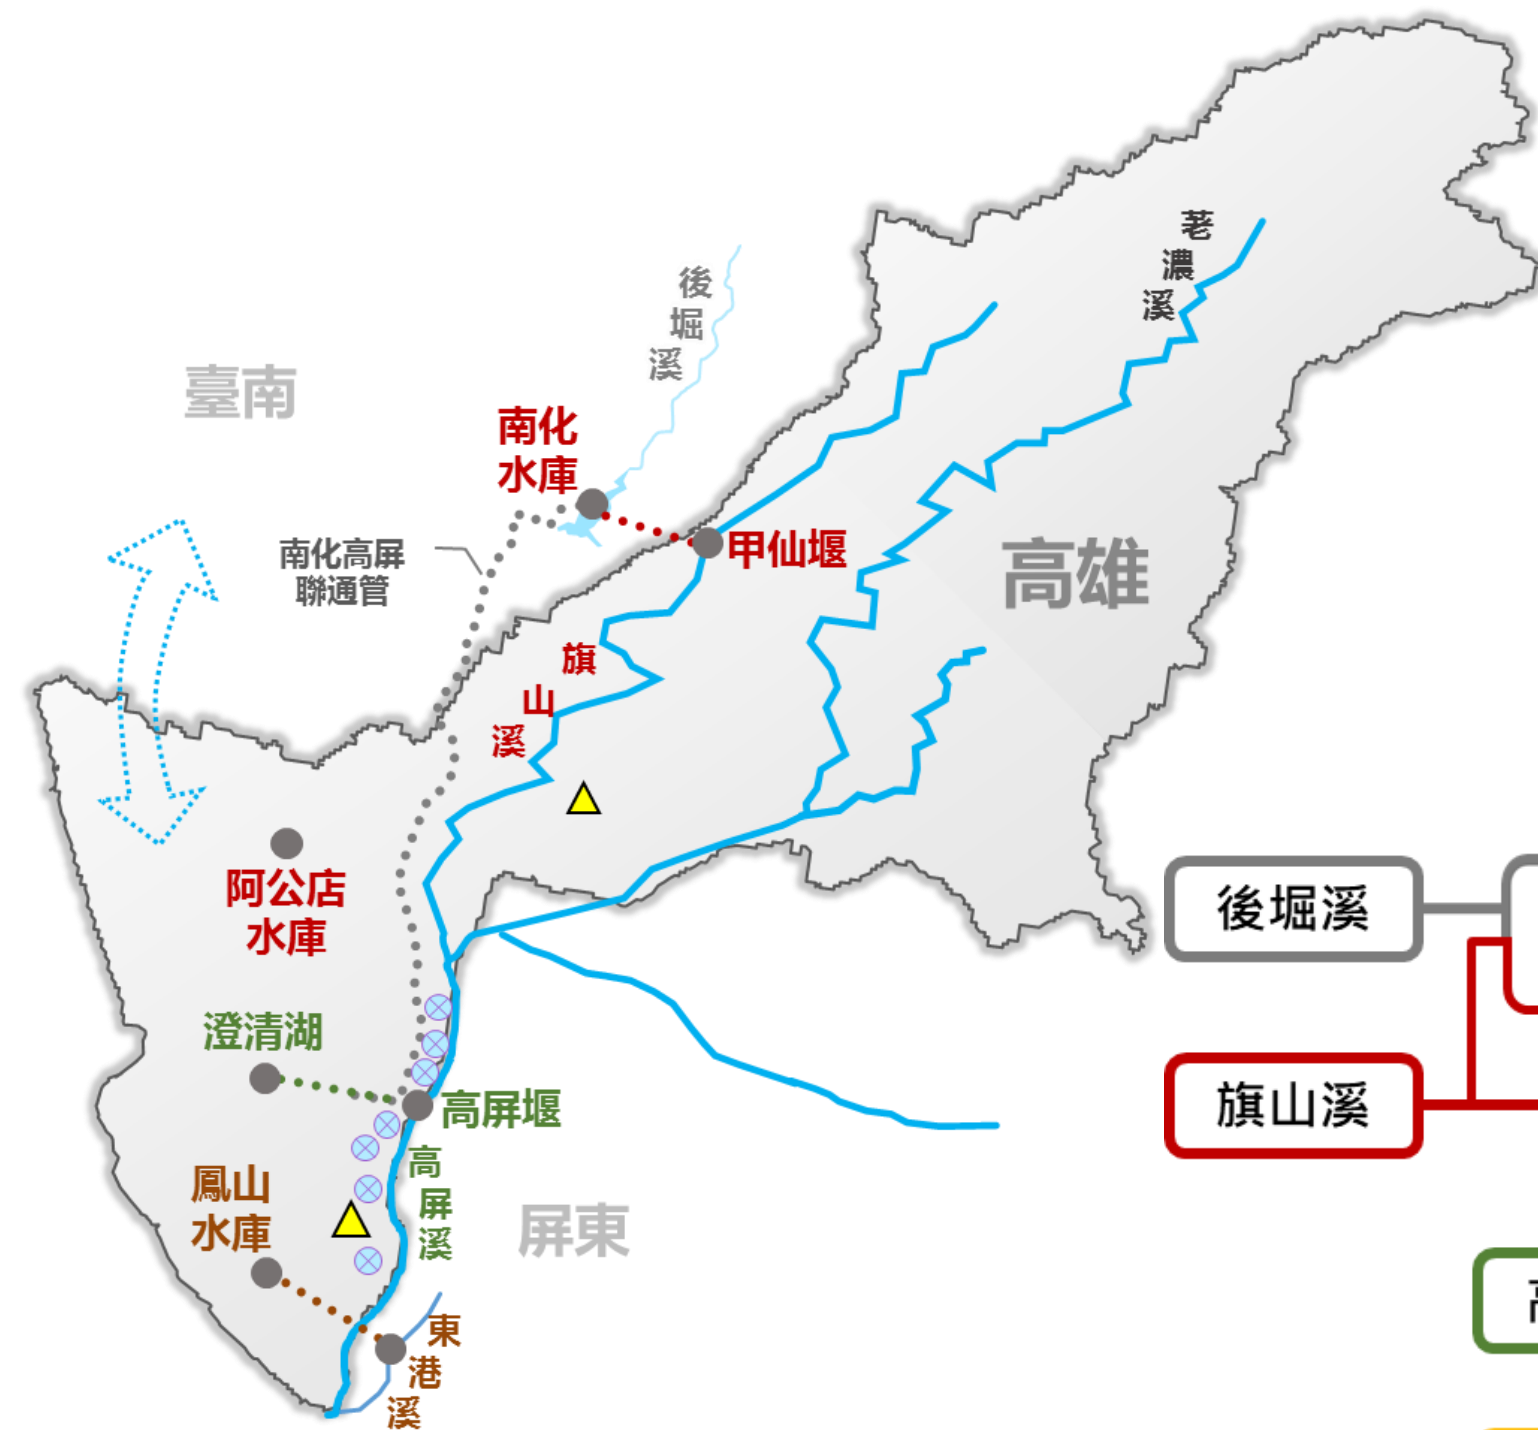 荖濃溪
後堀溪
臺南
南化
水庫
南化高屏
聯通管
甲仙堰
高雄
旗山溪
阿公店
水庫
後堀溪
澄清湖
高屏堰
旗山溪
高屏溪
鳳山
水庫
屏東
東港溪